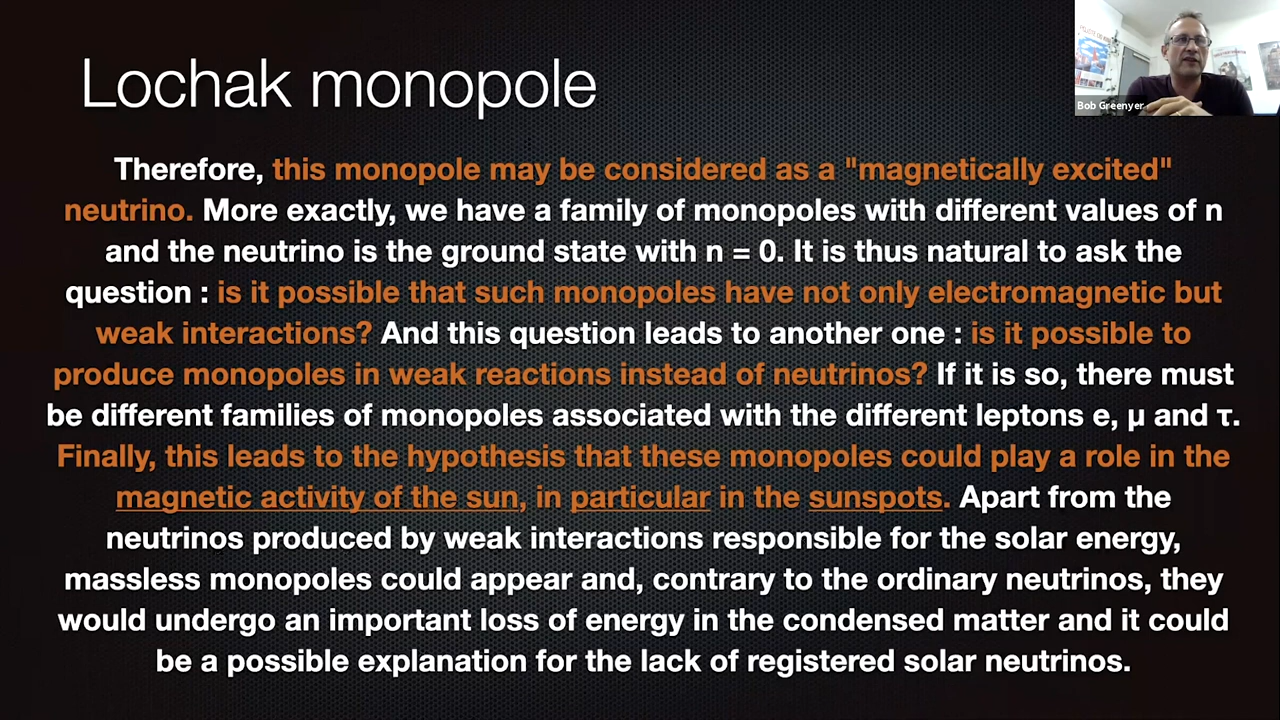 Lochak monopole
Bob Greenyer
Therefore, this monopole may be considered as a "magnetically excited"
neutrino. More exactly, we have a family of monopoles with different values of n
and the neutrino is the ground state with n = 0. It is thus natural to ask the
question : is it possible that such monopoles have not only electromagnetic but
weak interactions? And this question leads to another one : is it possible to
produce monopoles in weak reactions instead of neutrinos? If it is so, there must
be different families of monopoles associated with the different leptons e, μ and τ.
Finally, this leads to the hypothesis that these monopoles could play a role in the
magnetic activity of the sun, in particular in the sunspots. Apart from the
neutrinos produced by weak interactions responsible for the solar energy,
massless monopoles could appear and, contrary to the ordinary neutrinos, they
would undergo an important loss of energy in the condensed matter and it could
be a possible explanation for the lack of registered solar neutrinos.